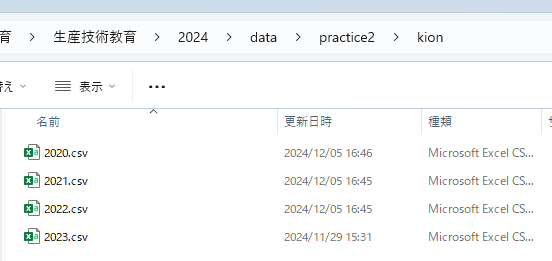 育 > 生産技術教育 > 2024 > data > practice2 > kion
替え 表示 ...
名前 更新日時 種類
2020.csv 2024/12/05 16:46 Microsoft Excel CS...
2021.csv 2024/12/05 16:45 Microsoft Excel CS...
2022.csv 2024/12/05 16:45 Microsoft Excel CS...
2023.csv 2024/11/29 15:31 Microsoft Excel CS...